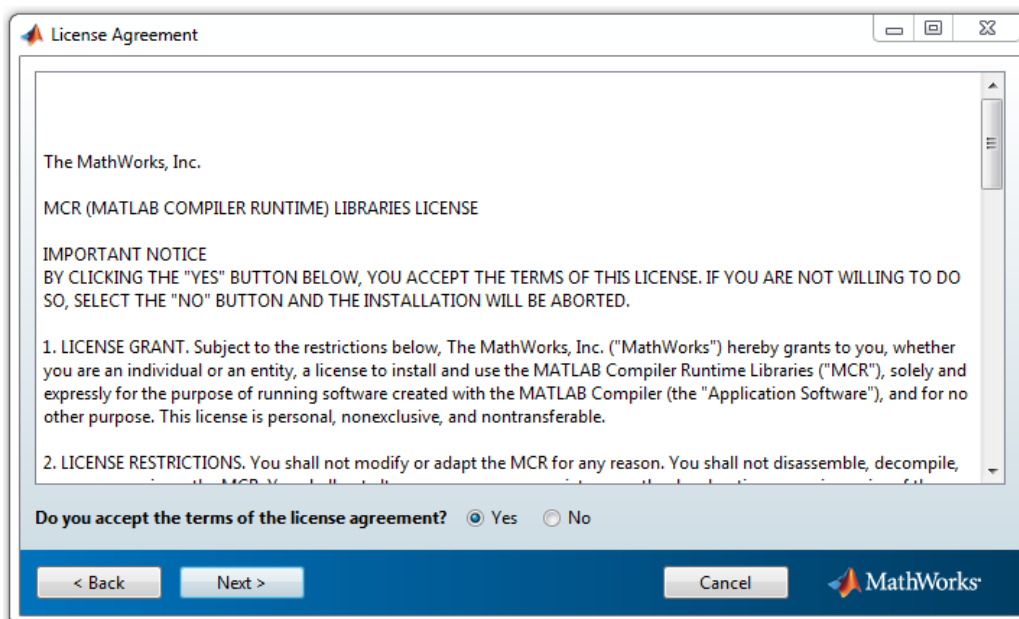 License Agreement
The MathWorks, Inc.
MCR (MATLAB COMPILER RUNTIME) LIBRARIES LICENSE
IMPORTANT NOTICE
BY CLICKING THE "YES" BUTTON BELOW, YOU ACCEPT THE TERMS OF THIS LICENSE. IF YOU ARE NOT WILLING TO DO
SO, SELECT THE "NO" BUTTON AND THE INSTALLATION WILL BE ABORTED.
1. LICENSE GRANT. Subject to the restrictions below, The MathWorks, Inc. ("MathWorks") hereby grants to you, whether
you are an individual or an entity, a license to install and use the MATLAB Compiler Runtime Libraries ("MCR"), solely and
expressly for the purpose of running software created with the MATLAB Compiler (the "Application Software"), and for no
other purpose. This license is personal, nonexclusive, and nontransferable.
2. LICENSE RESTRICTIONS. You shall not modify or adapt the MCR for any reason. You shall not disassemble, decompile,
Do you accept the terms of the license agreement? Yes No
< Back Next > Cancel MathWorks